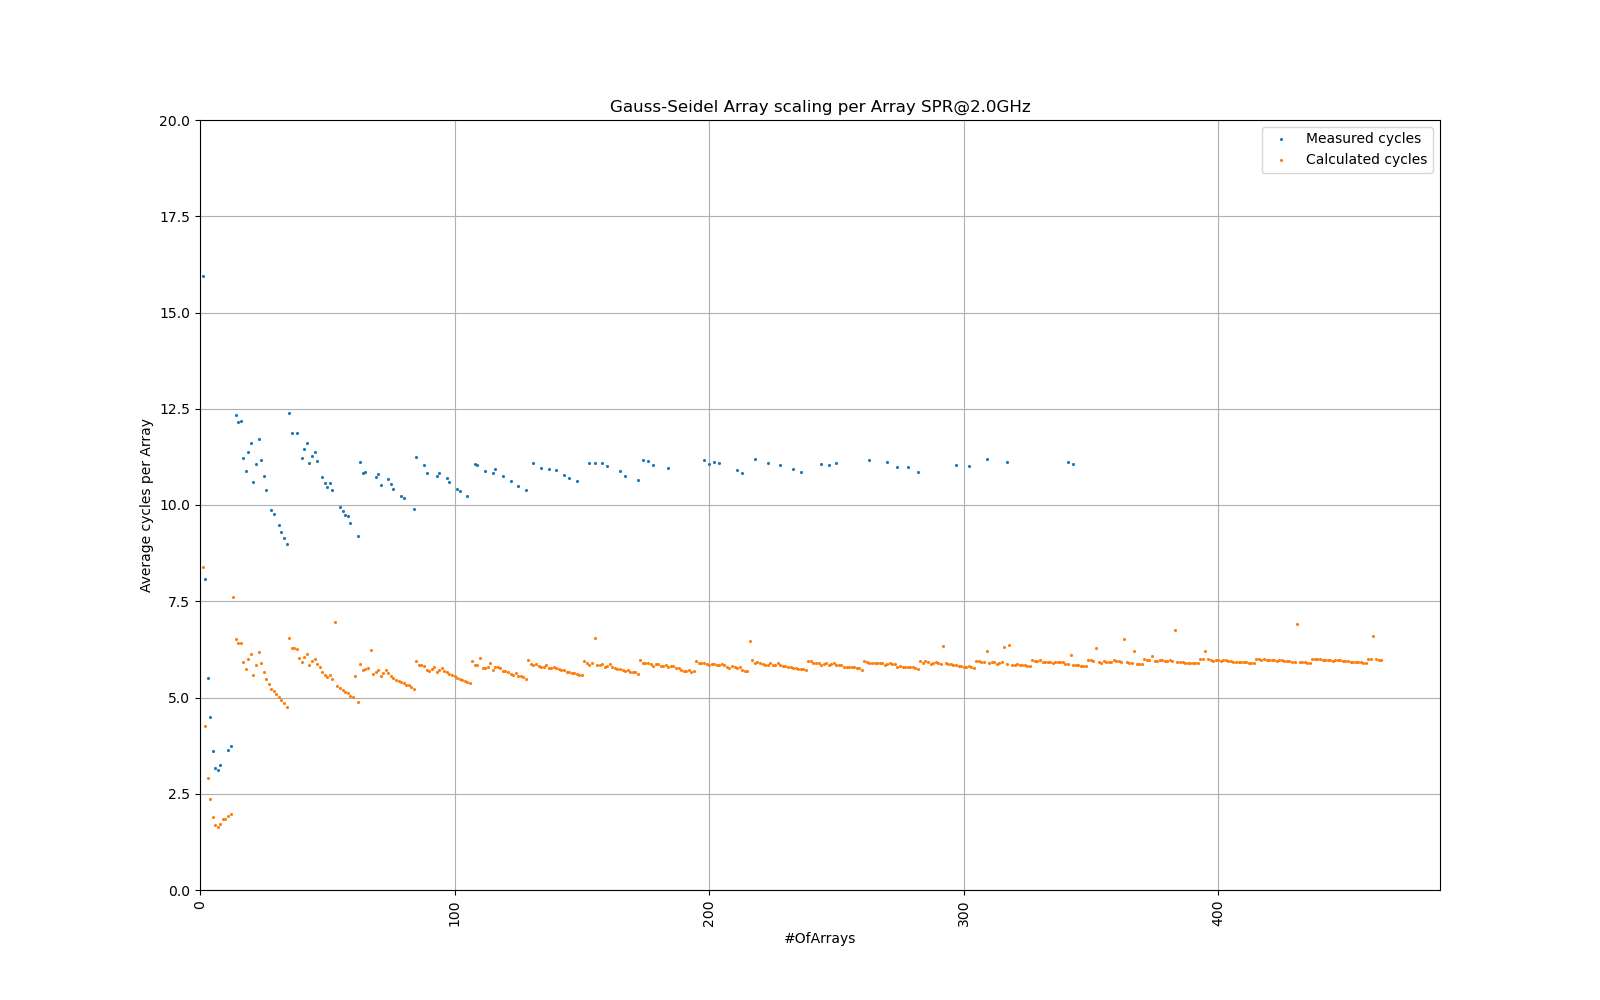 Gauss-Seidel Array scaling per Array SPR@2.0GHz
Measured cycles
Calculated cycles
20.0
17.5
15.0
12.5
10.0
7.5
5.0
2.5
0.0
Average cycles per Array
0
100
200
300
400
#OfArrays